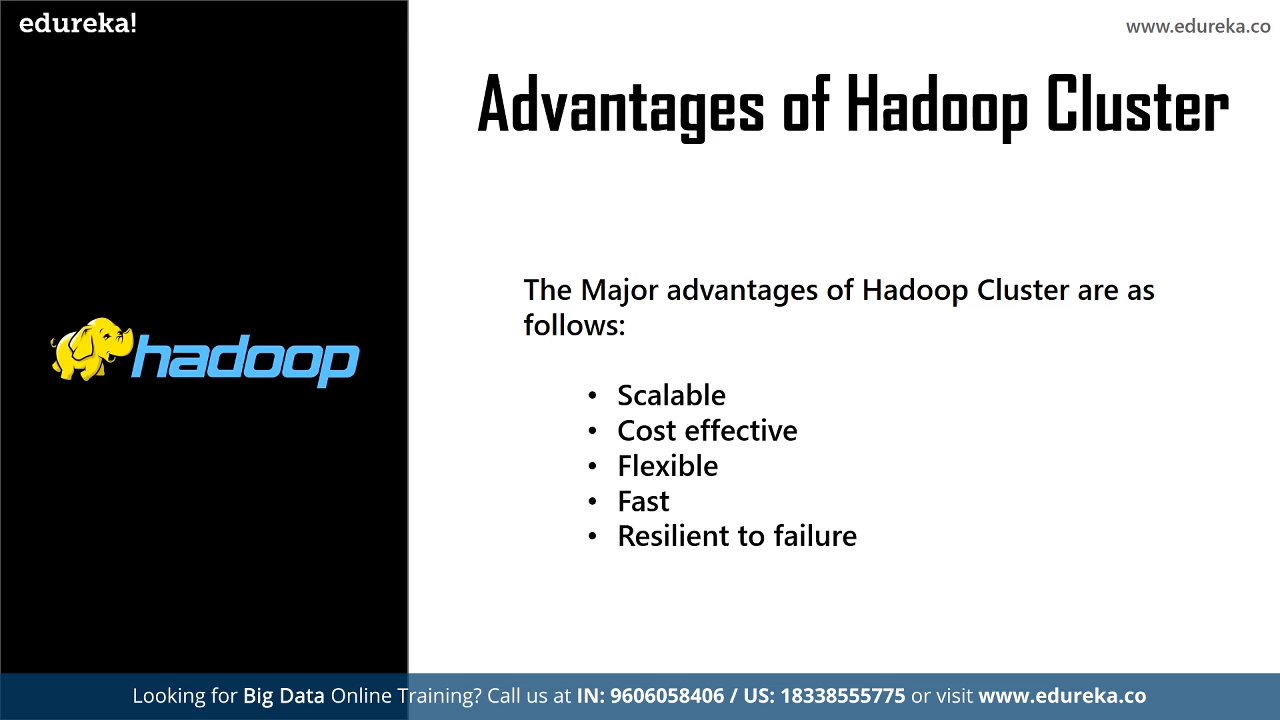 edureka!
www.edureka.co
Advantages of Hadoop Cluster
The Major advantages of Hadoop Cluster are as
follows:
• Scalable
• Cost effective
• Flexible
• Fast
• Resilient to failure
hadoop
Looking for Big Data Online Training? Call us at IN: 9606058406 / US: 18338555775 or visit www.edureka.co